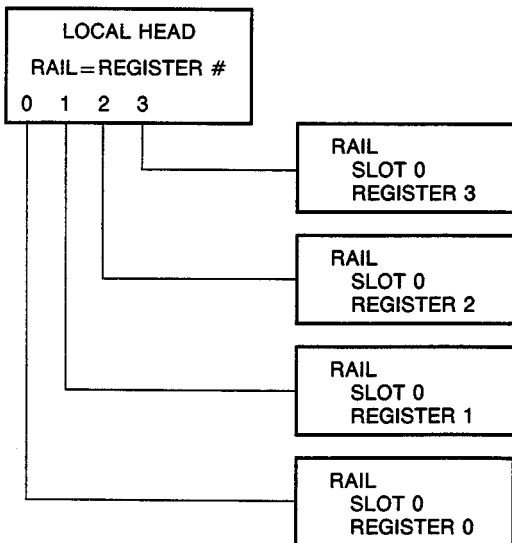 LOCAL HEAD
RAIL=REGISTER #
0 1 2 3
RAIL
SLOT 0
REGISTER 3
RAIL
SLOT 0
REGISTER 2
RAIL
SLOT 0
REGISTER 1
RAIL
SLOT 0
REGISTER 0